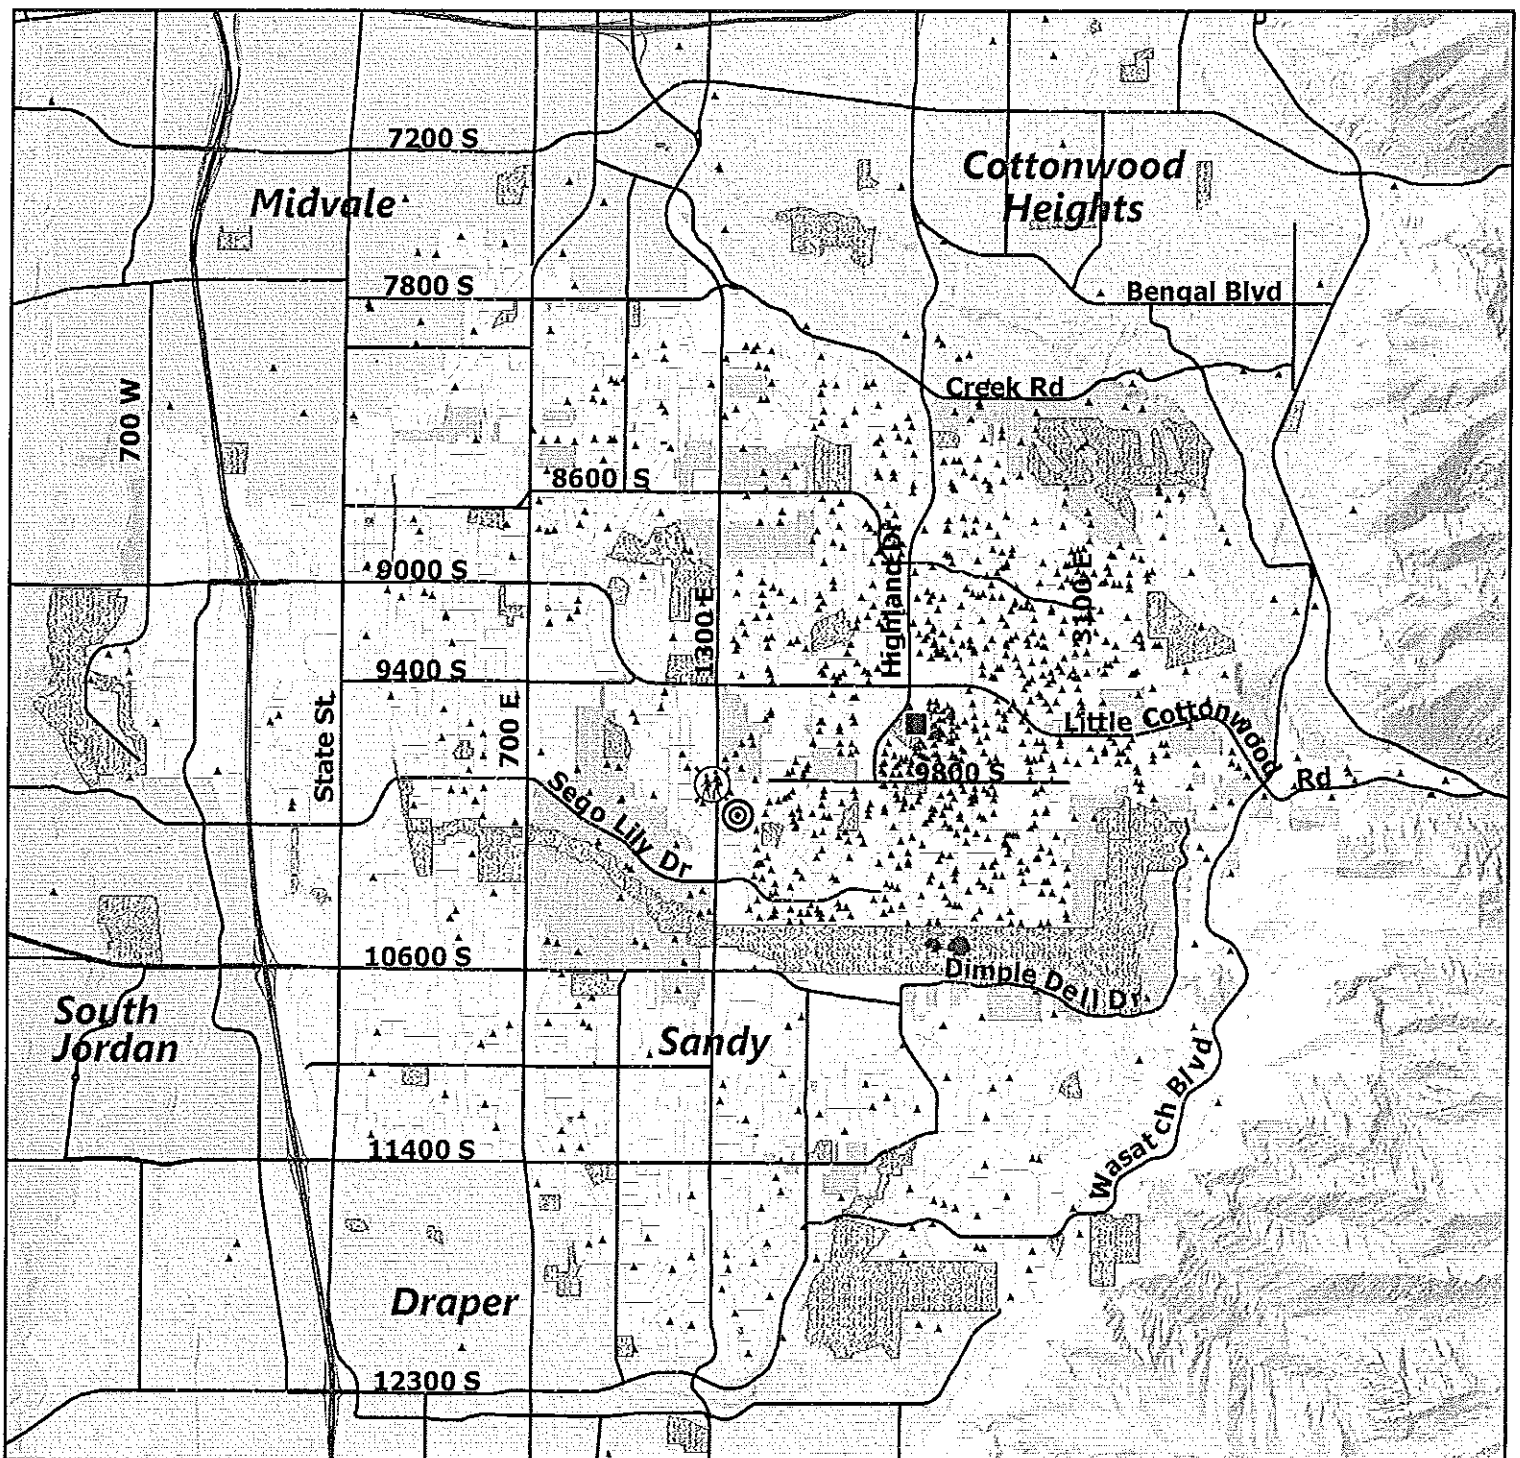 7200 S
Cottonwood
Heights
Midvale
7800 S
Bengal Blvd
700 W
Creek Rd
8600 S
Highland Dr
9000 S
3100 E
1300 E
9400 S
State St.
700 E
Little Cottonwood Rd
9800 S
Sego Lily Dr
10600 S
Dimple Dell Dr
South
Jordan
Sandy
Wasatch Blvd
11400 S
Draper
12300 S